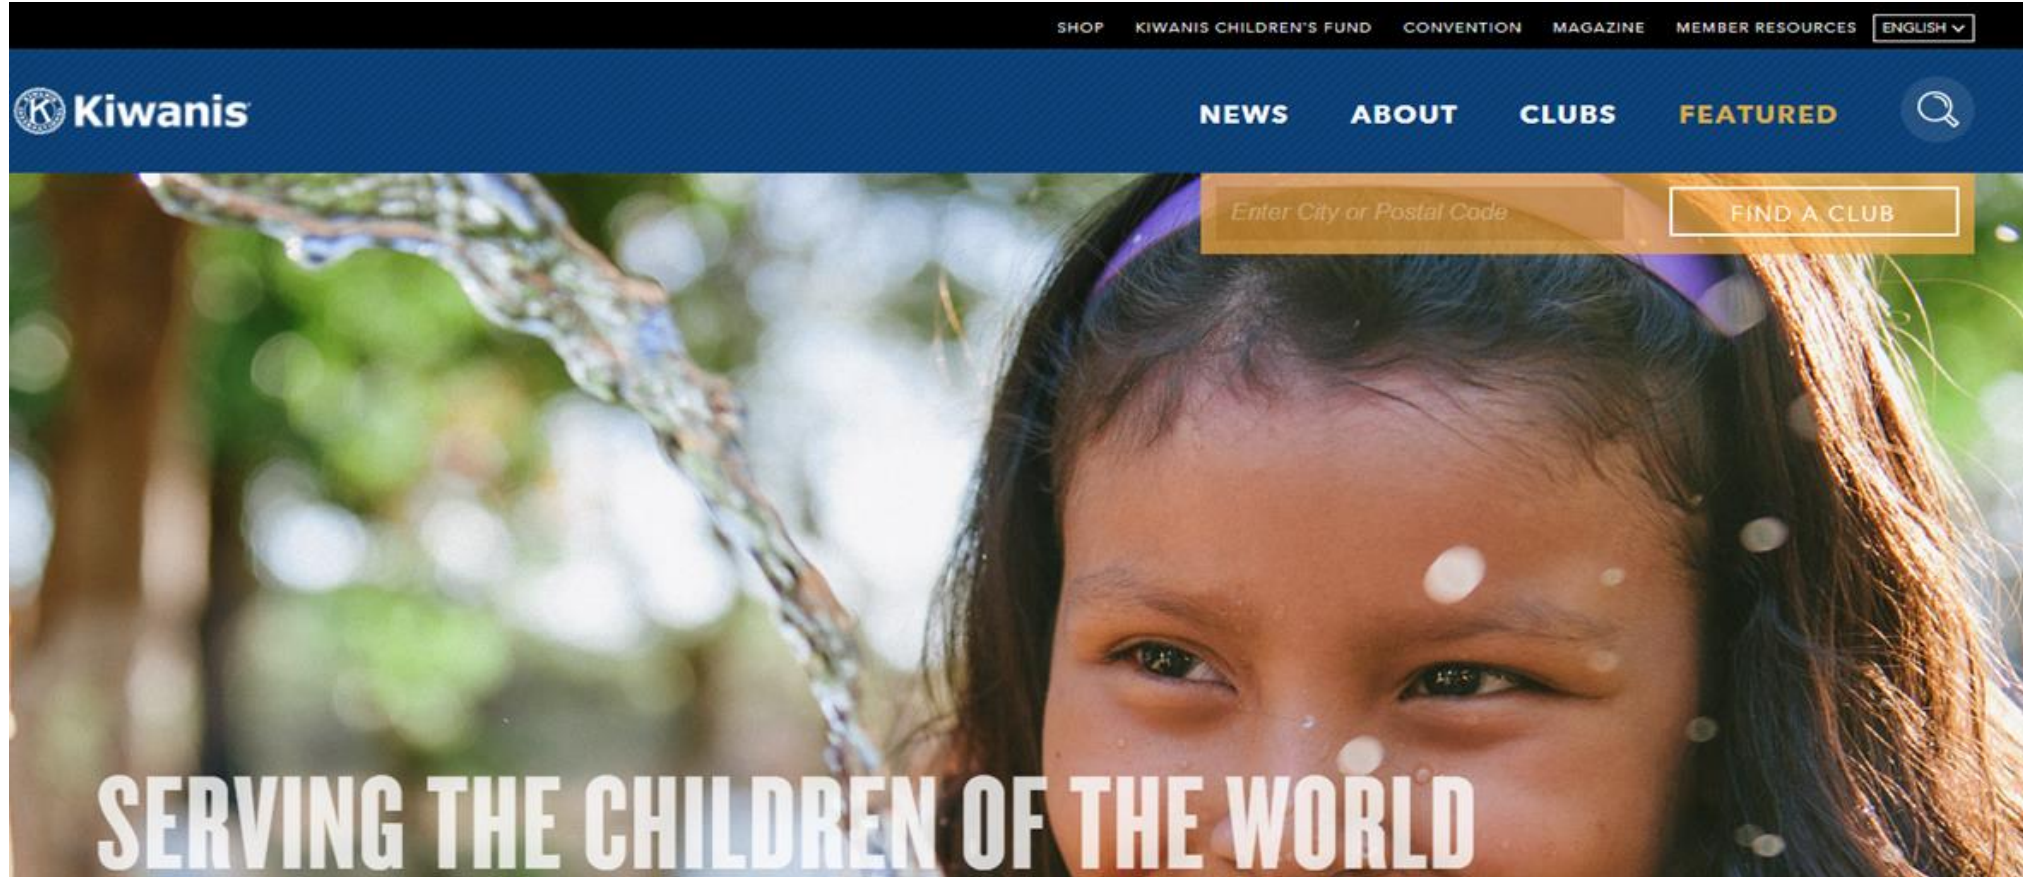 SHOP KIWANIS CHILDREN'S FUND CONVENTION MAGAZINE MEMBER RESOURCES ENGLISH
K Kiwanis NEWS ABOUT CLUBS FEATURED
Enter City or Postal Code FIND A CLUB
SERVING THE CHILDREN OF THE WORLD